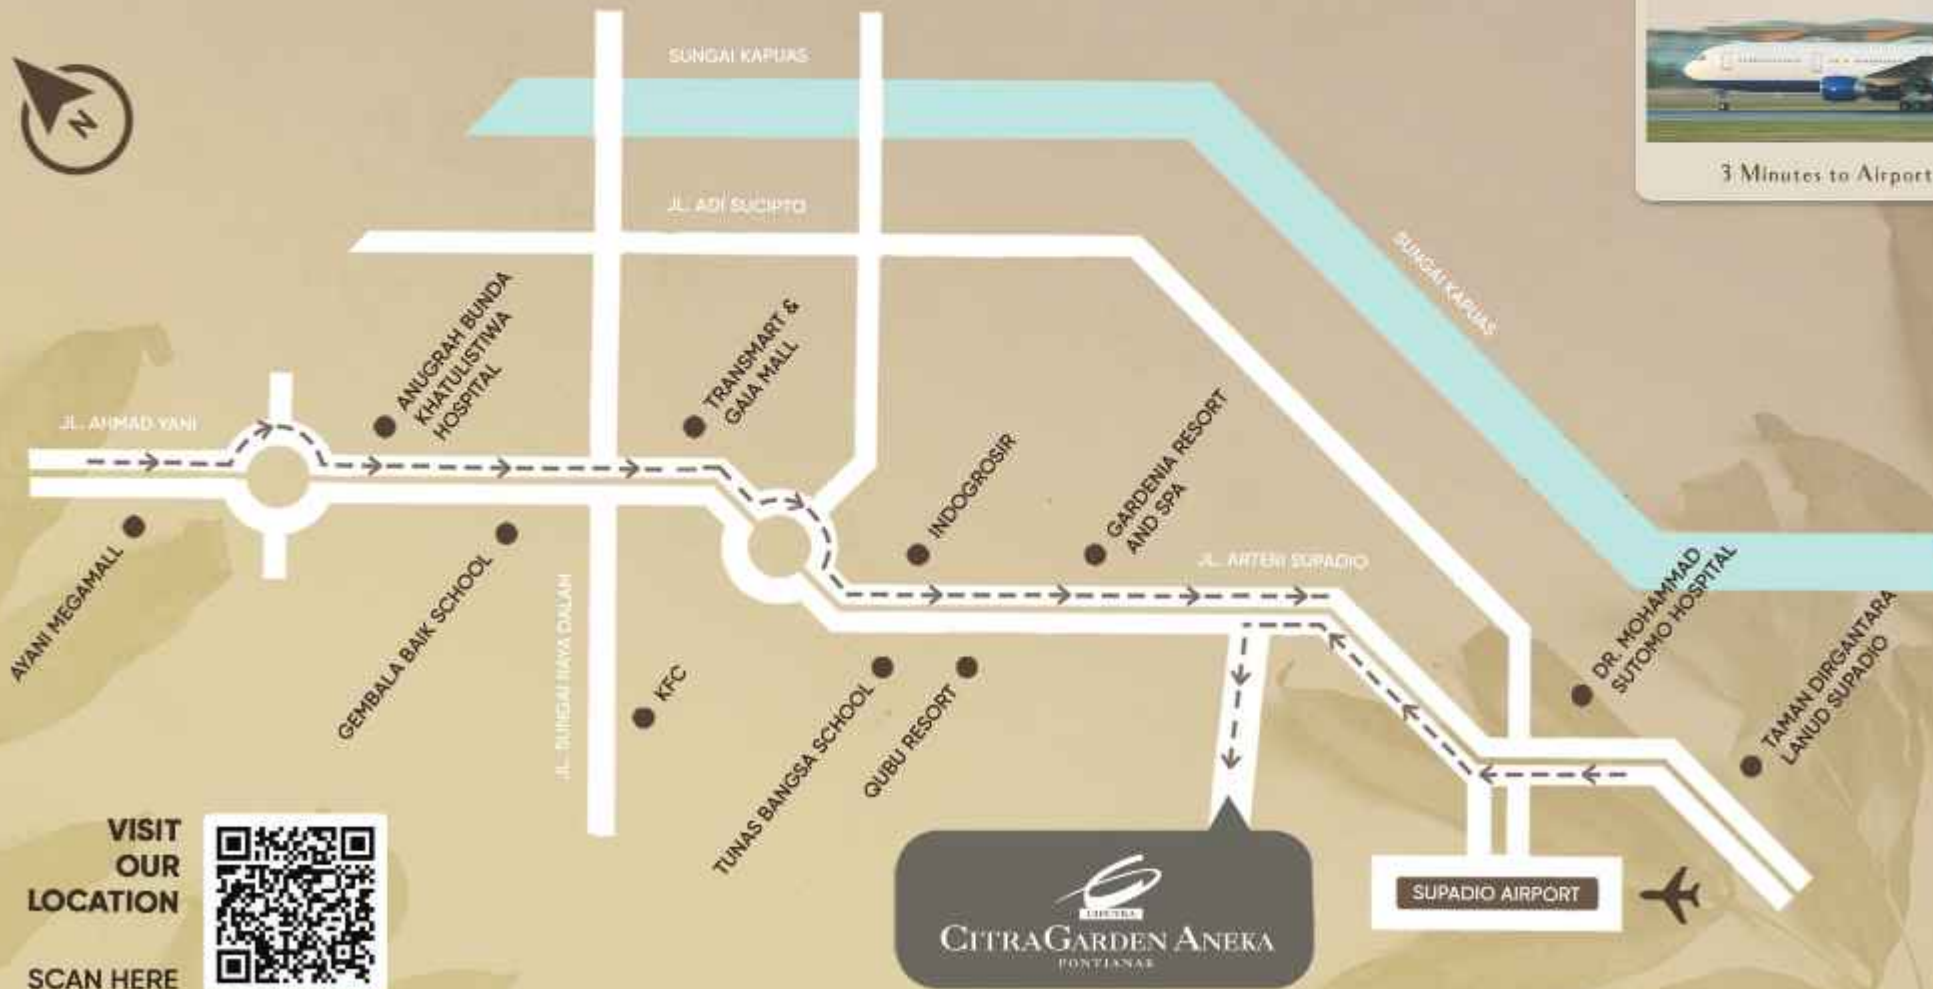 N
SUNGAI KAPUAS
3 Minutes to Airport
JL. ADI SUCIPTO
SUNGAI KAPUAS
ANUGRAH BUNDA
KHATULISTIWA
HOSPITAL
TRANSMART &
GAIA MALL
JL. AHMAD YANI
INDOGROSIR
GARDENIA RESORT
AND SPA
JL. ARTERI SUPADIO
DR. MOHAMMAD
SUTOMO HOSPITAL
TAMAN DIRGANTARA
LANUD SUPADIO
AYANI MEGAMALL
GEMBALA BAIK SCHOOL
JL. SUNGAI RAYA DALAM
KFC
TUNAS BANGSA SCHOOL
QUBU RESORT
VISIT
OUR
LOCATION
SCAN HERE
CIPUTRA
CITRAGARDEN ANEKA
PONTIANAK
SUPADIO AIRPORT